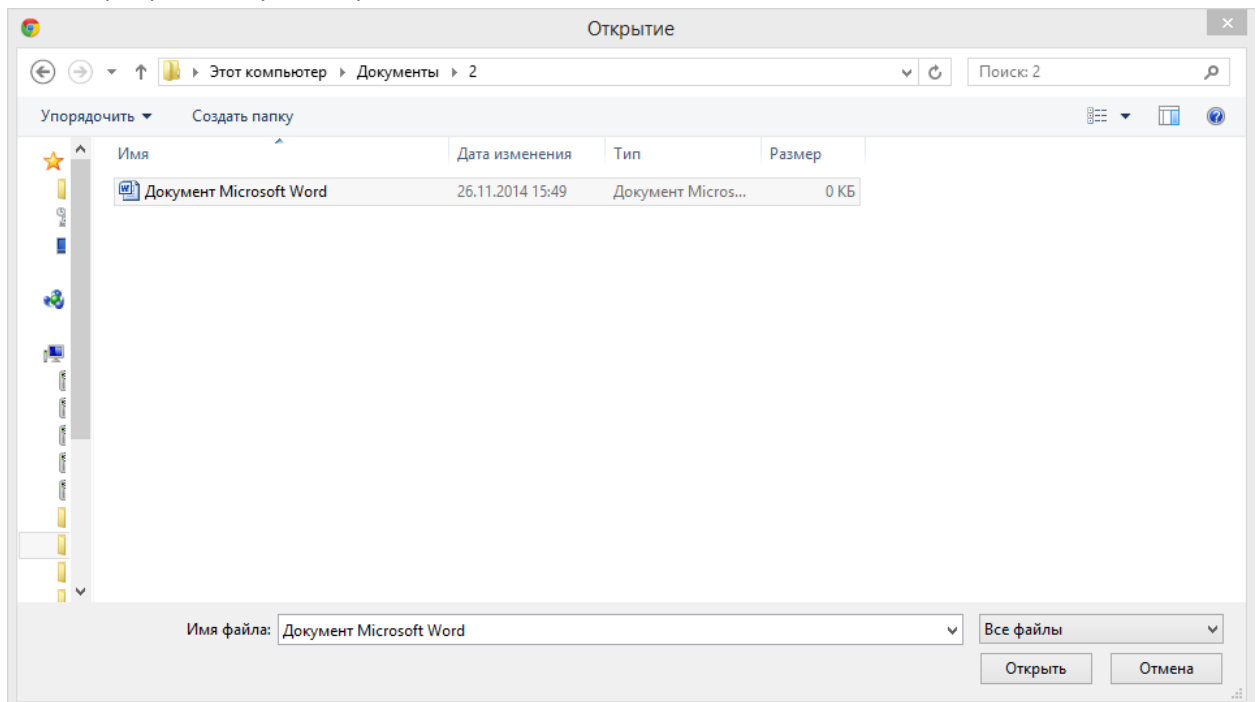 Открытие
Этот компьютер Документы 2
Поиск: 2
Упорядочить Создать папку
Имя Дата изменения Тип Размер
Документ Microsoft Word 26.11.2014 15:49 Документ Micros... 0 КБ
Имя файла: Документ Microsoft Word Все файлы
Открыть Отмена